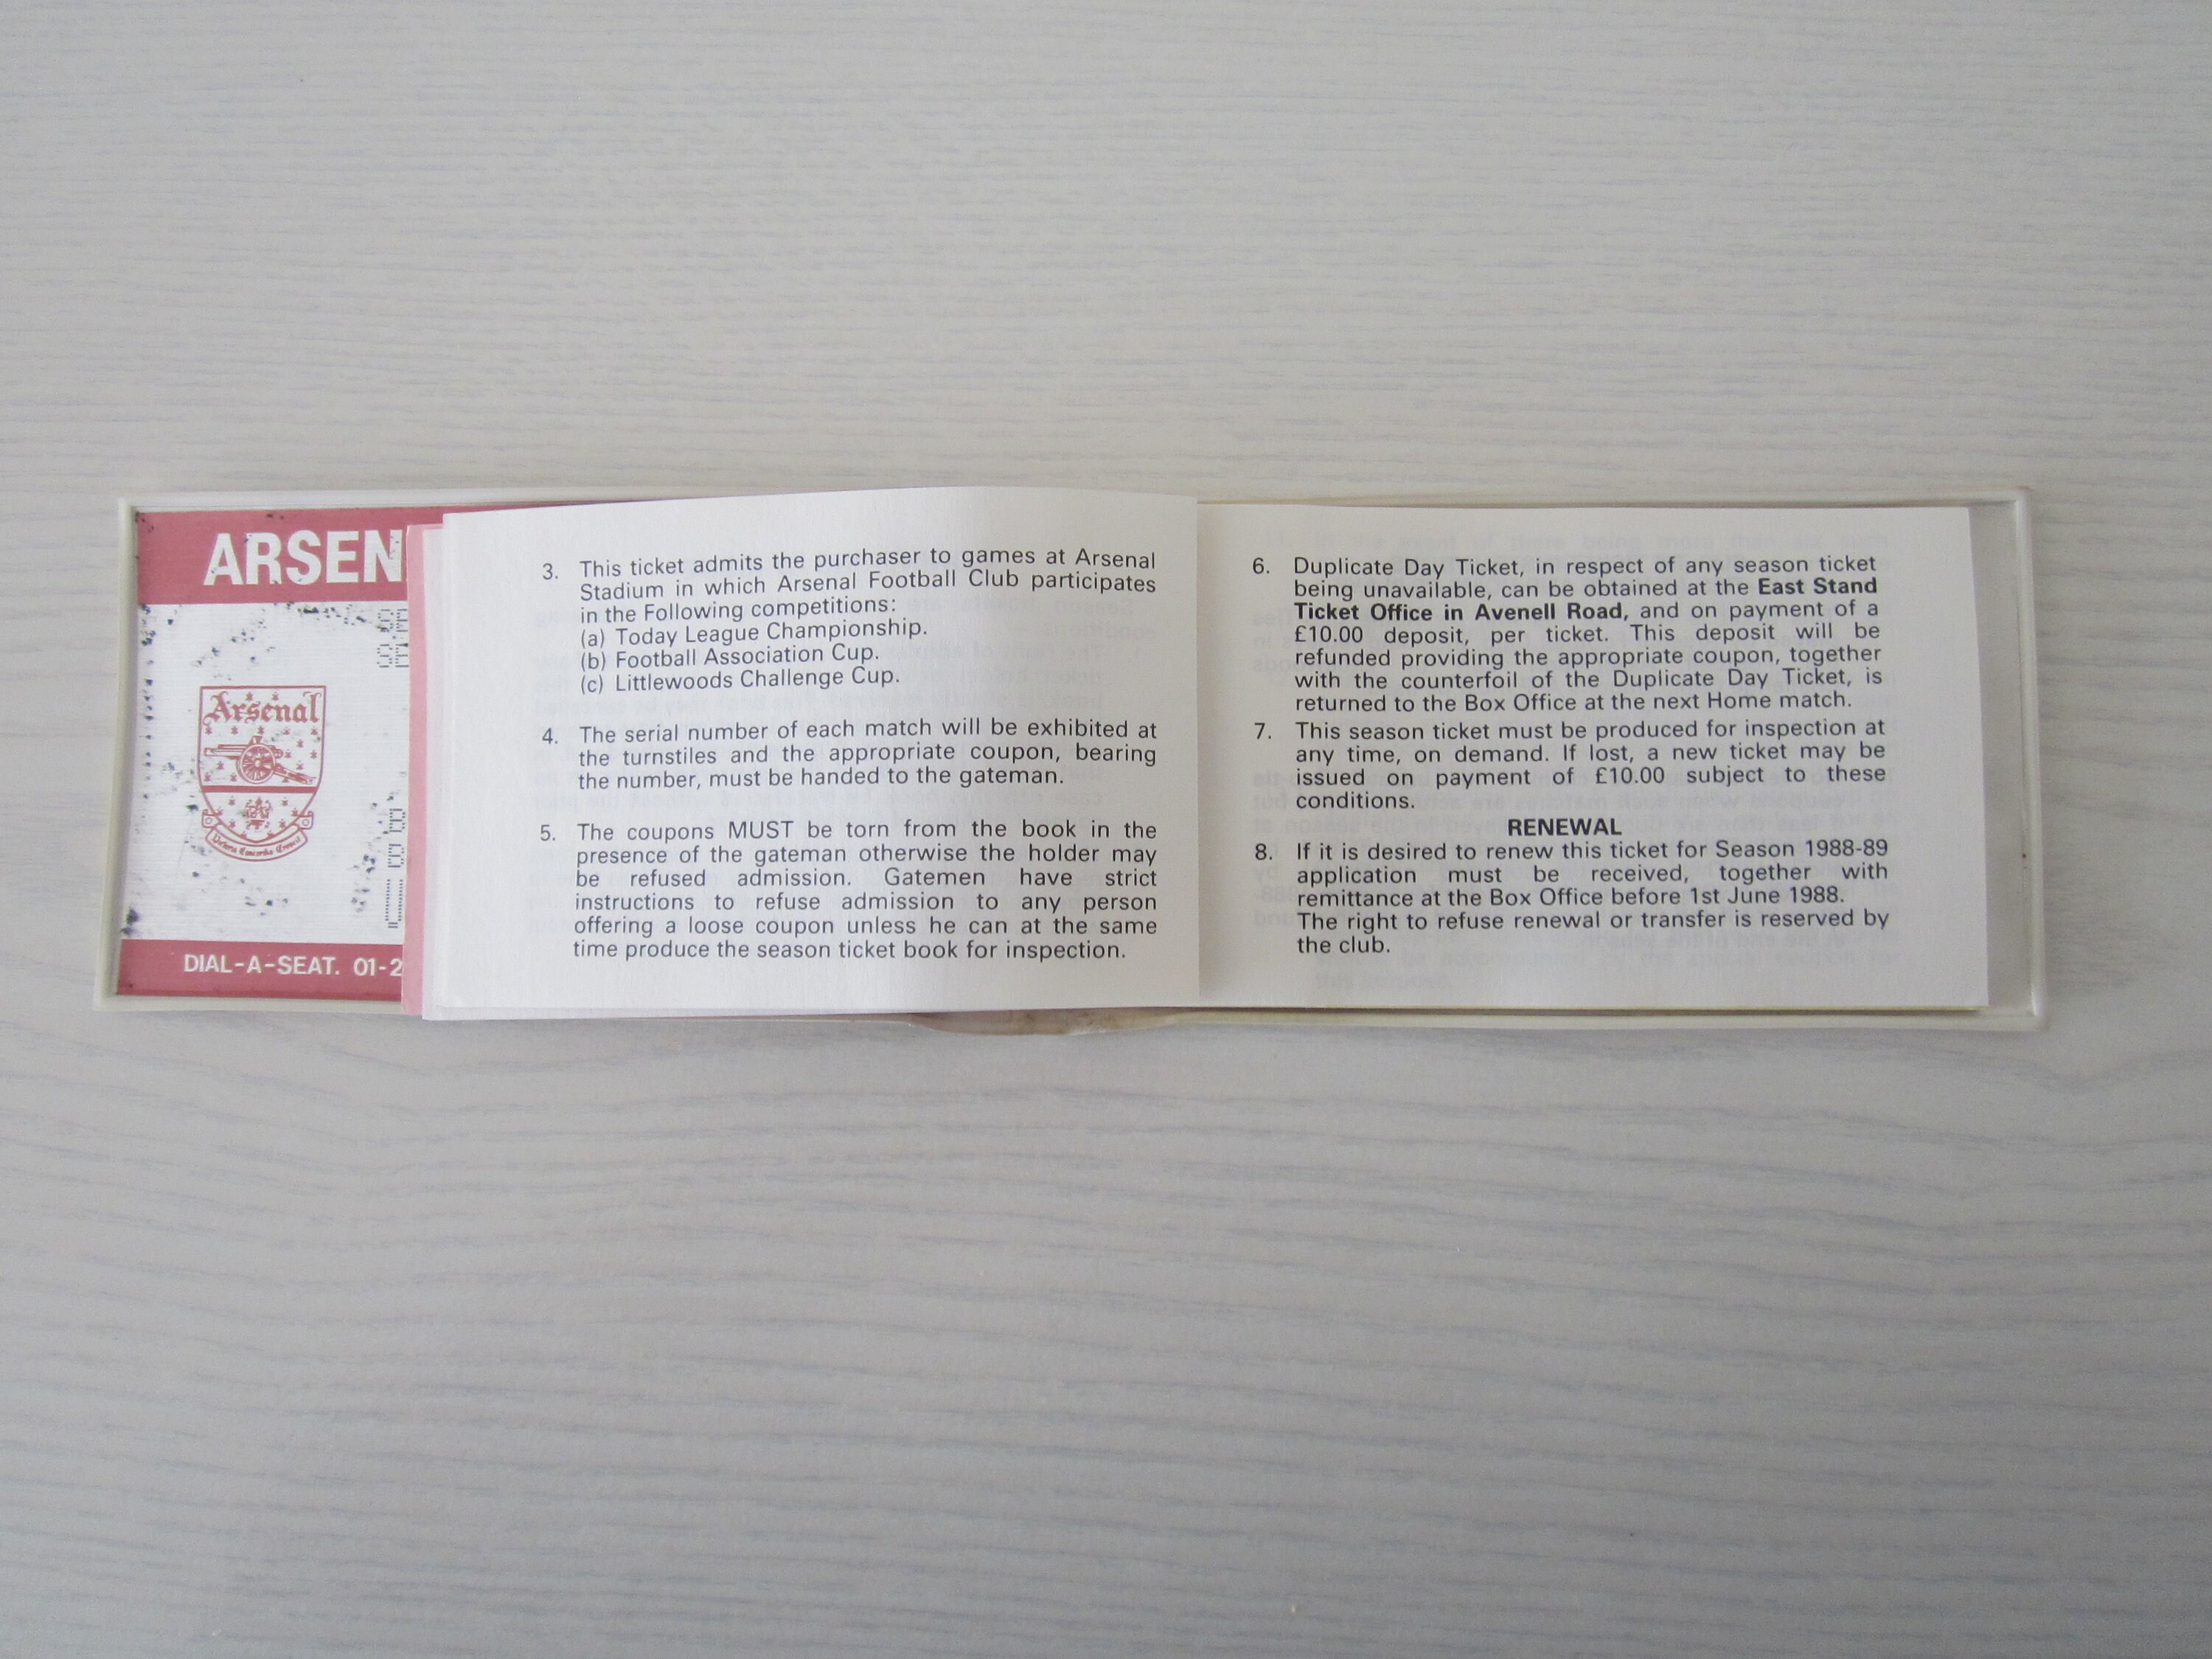 ARSEN
SE
SE
Arsenal
Victoria Concordia Crescit
DIAL-A-SEAT. 01-2
3. This ticket admits the purchaser to games at Arsenal
Stadium in which Arsenal Football Club participates
in the Following competitions:
(a) Today League Championship.
(b) Football Association Cup.
(c) Littlewoods Challenge Cup.
4. The serial number of each match will be exhibited at
the turnstiles and the appropriate coupon, bearing
the number, must be handed to the gateman.
5. The coupons MUST be torn from the book in the
presence of the gateman otherwise the holder may
be refused admission. Gatemen have strict
instructions to refuse admission to any person
offering a loose coupon unless he can at the same
time produce the season ticket book for inspection.
6. Duplicate Day Ticket, in respect of any season ticket
being unavailable, can be obtained at the East Stand
Ticket Office in Avenell Road, and on payment of a
£10.00 deposit, per ticket. This deposit will be
refunded providing the appropriate coupon, together
with the counterfoil of the Duplicate Day Ticket, is
returned to the Box Office at the next Home match.
7. This season ticket must be produced for inspection at
any time, on demand. If lost, a new ticket may be
issued on payment of £10.00 subject to these
conditions.
RENEWAL
8. If it is desired to renew this ticket for Season 1988-89
application must be received, together with
remittance at the Box Office before 1st June 1988.
The right to refuse renewal or transfer is reserved by
the club.